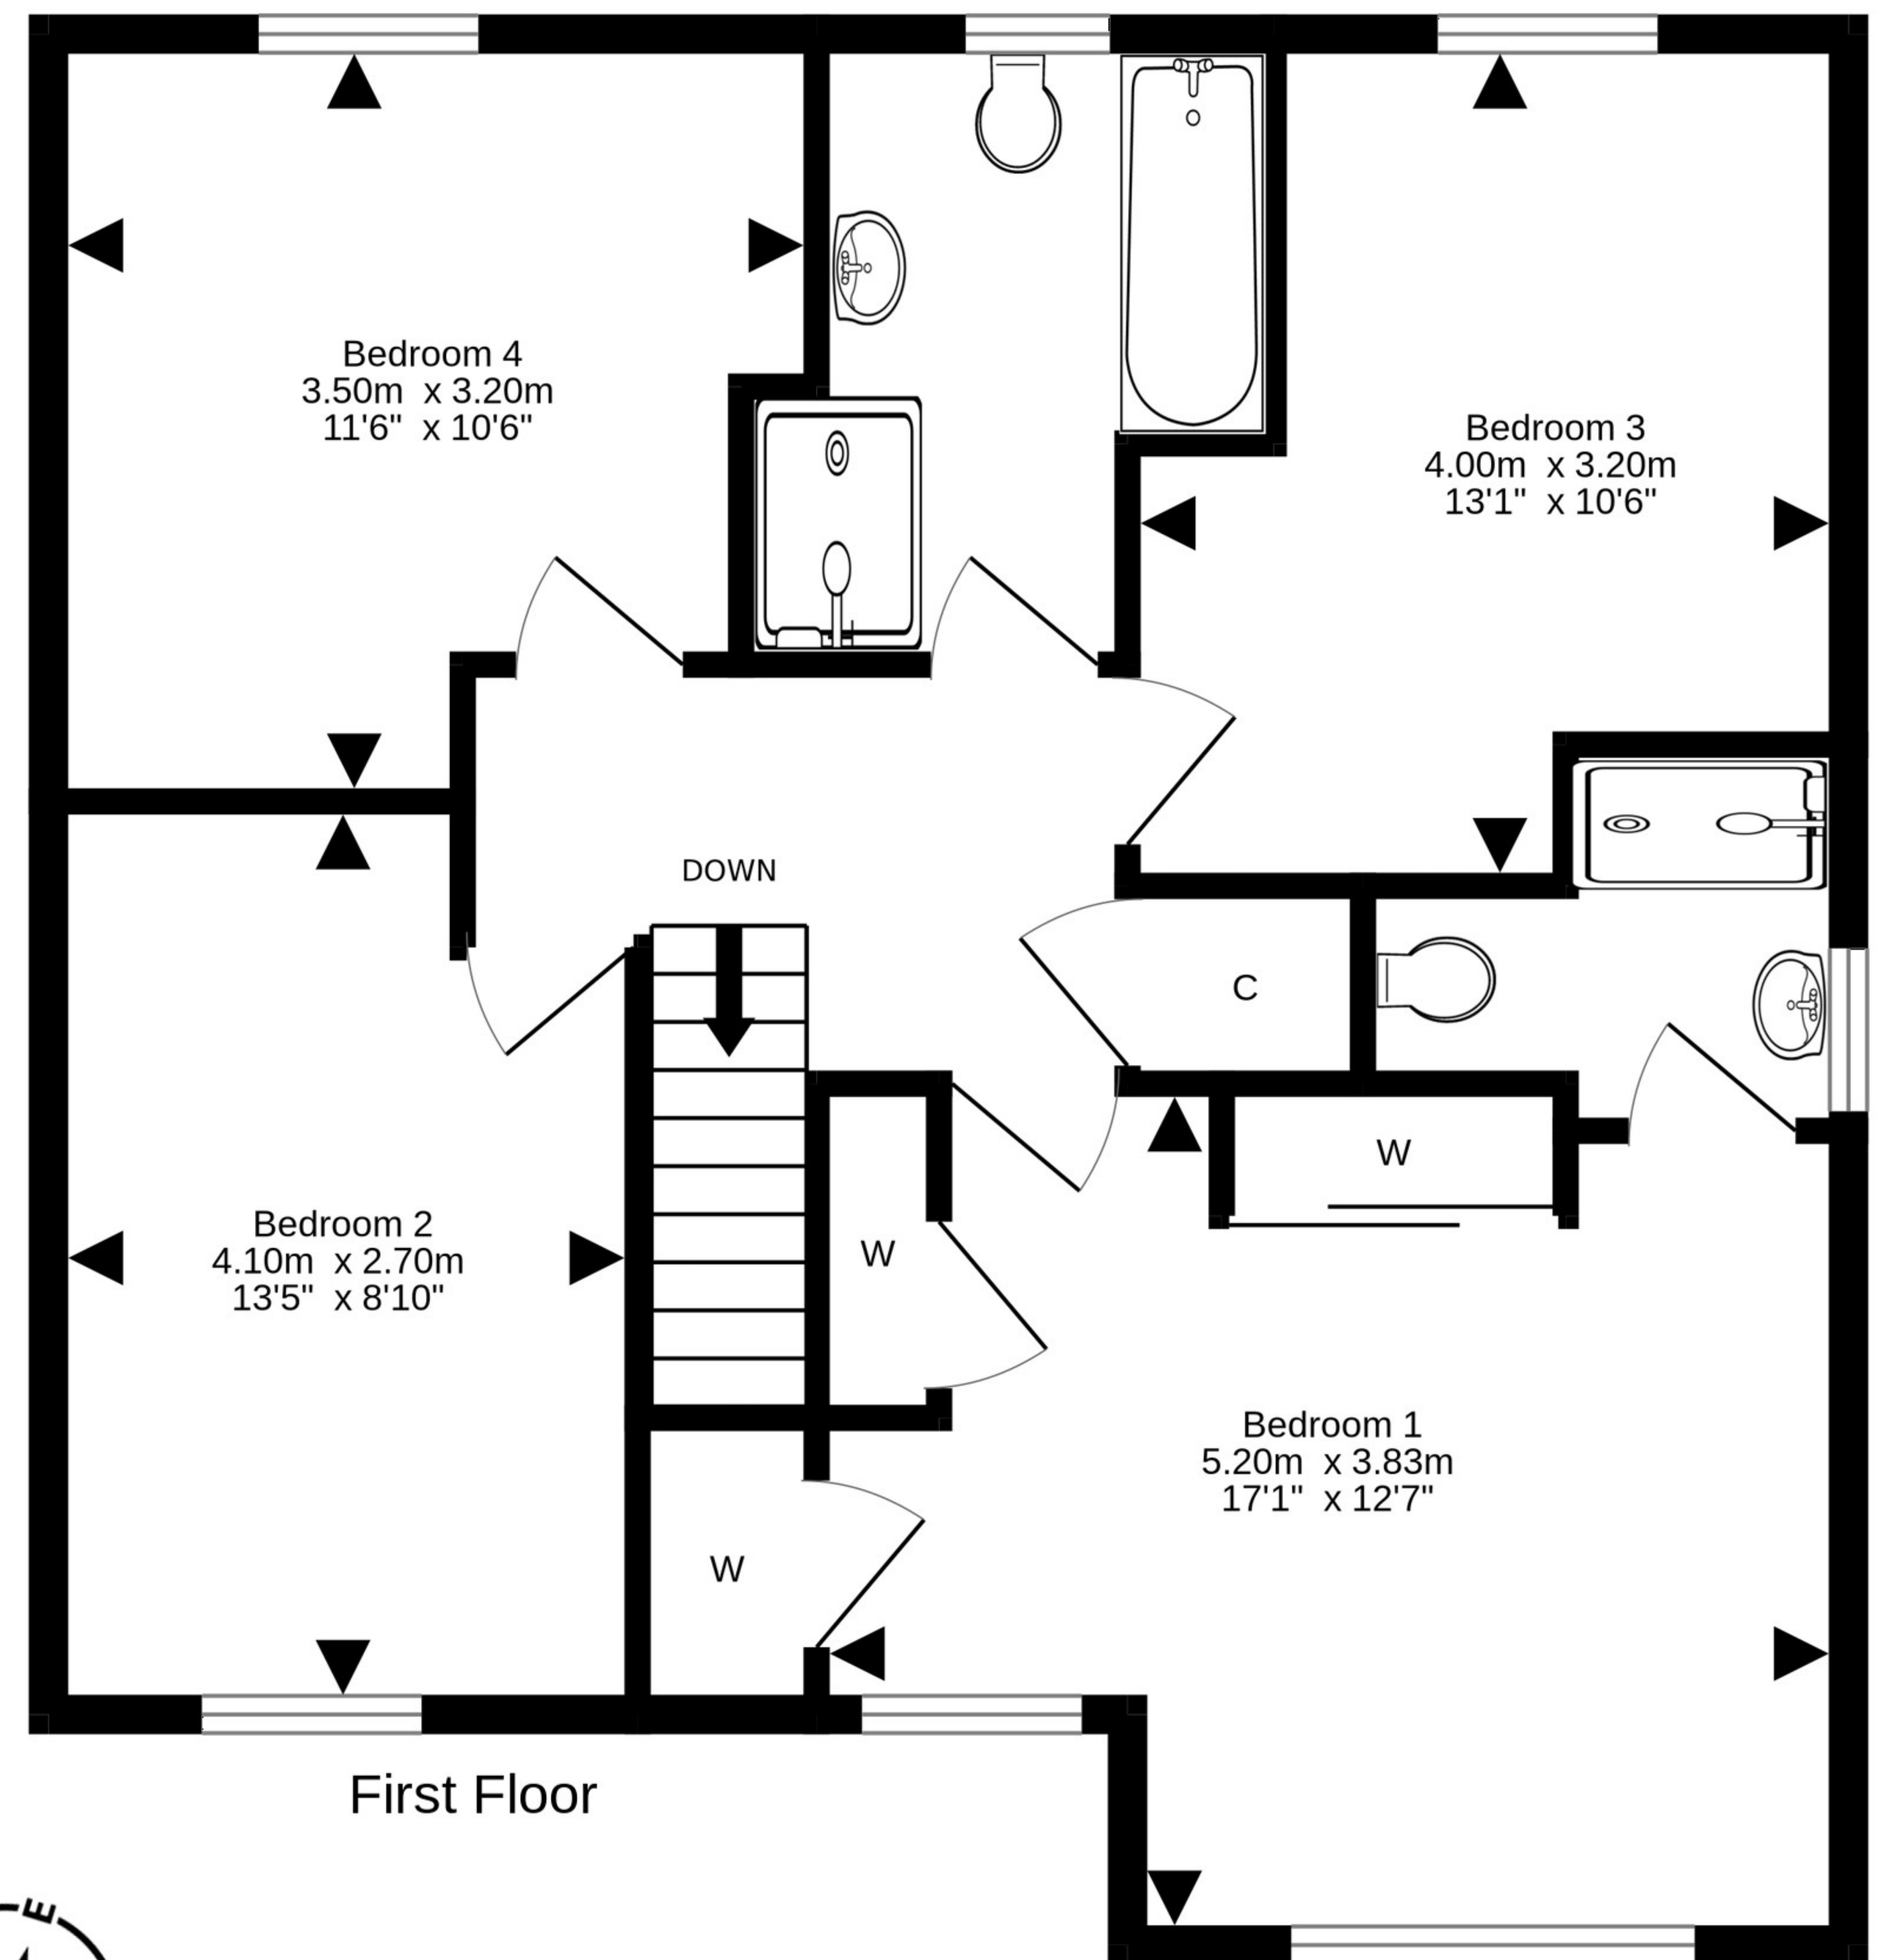 Bedroom 4
3.50m x 3.20m
11'6" x 10'6"
Bedroom 3
4.00m x 3.20m
13'1" x 10'6"
DOWN
C
W
Bedroom 2
4.10m x 2.70m
13'5" x 8'10"
W
Bedroom 1
5.20m x 3.83m
17'1" x 12'7"
W
First Floor
E